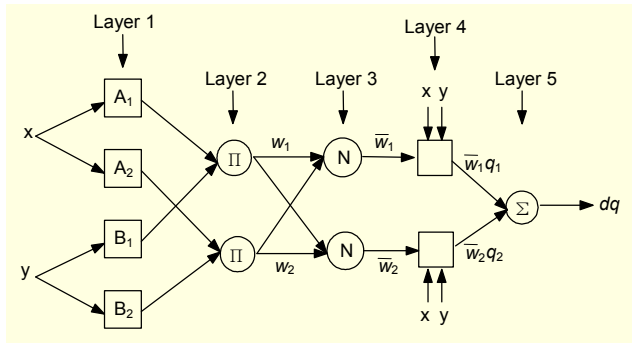 Layer 1
Layer 4
Layer 2
Layer 3
Layer 5
x y
A₁
x
w₁
w̅₁
Π
N
w̅₁q₁
A₂
Σ
dq
B₁
y
Π
N
w₂
w̅₂
w̅₂q₂
B₂
x y